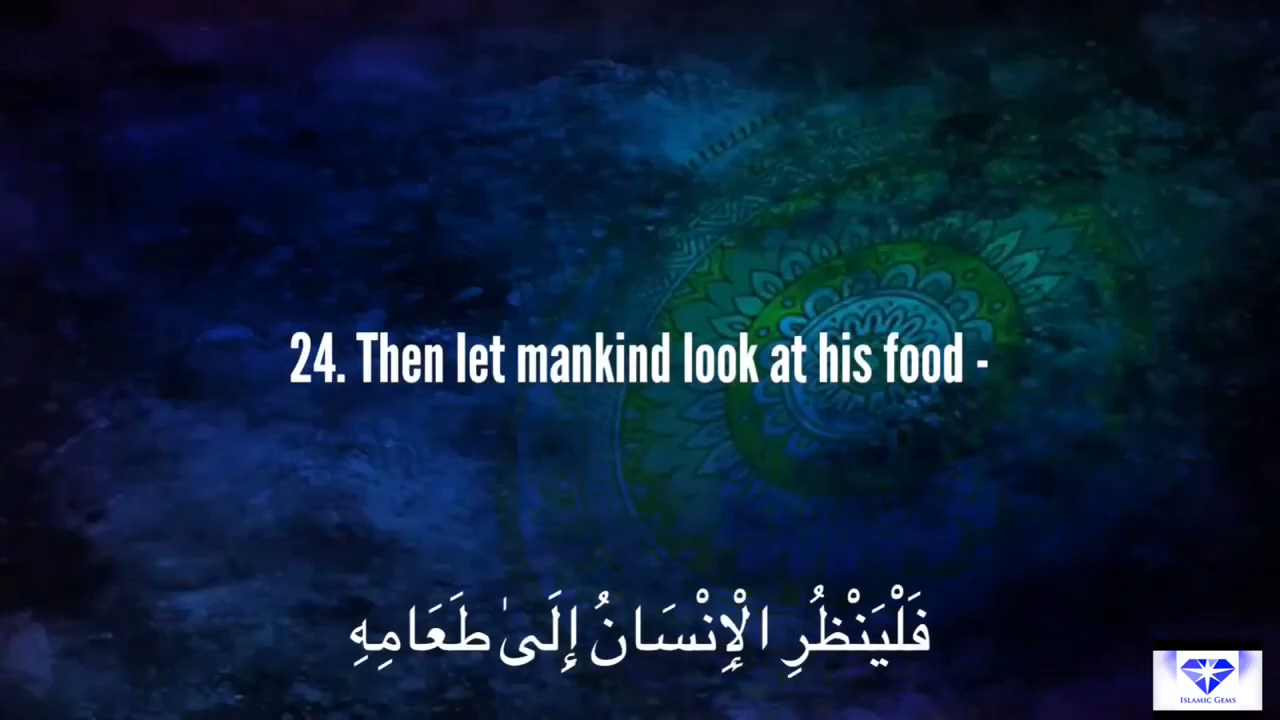 24. Then let mankind look at his food -
فَلْيَنْظُرِ الْإِنْسَانُ إِلَىٰ طَعَامِهِ
ISLAMIC GEMS